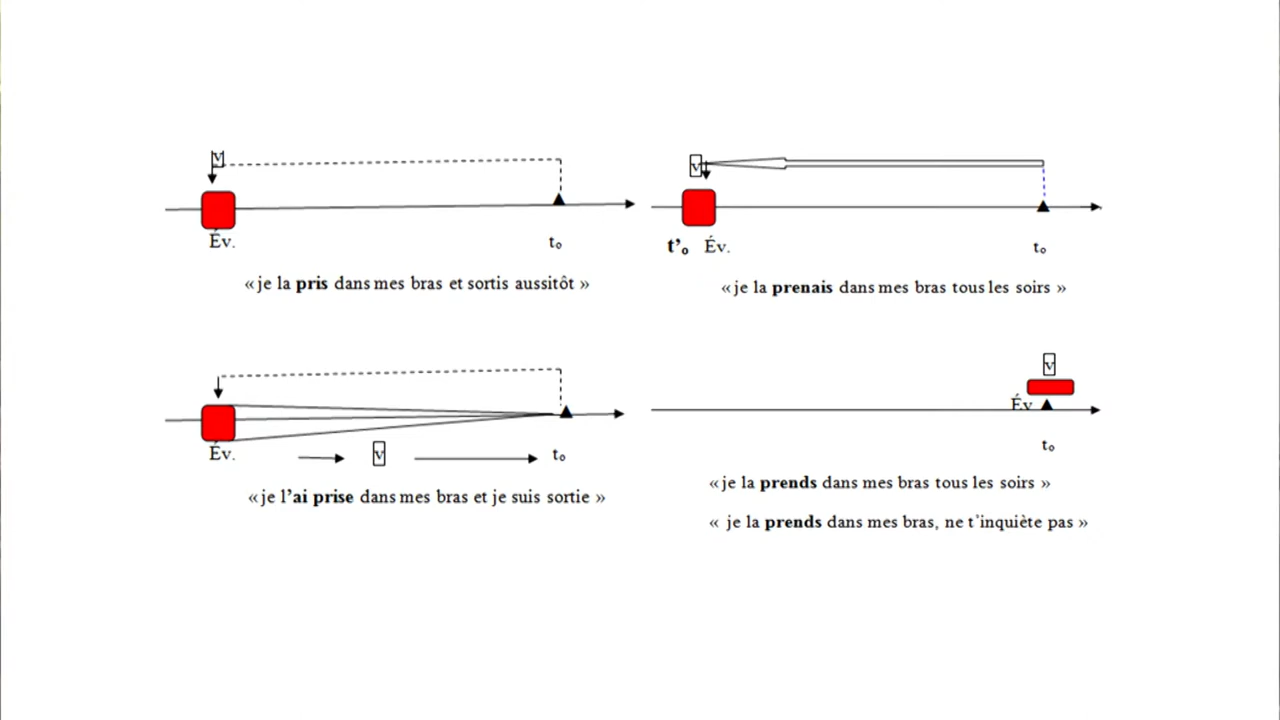 v
Év. t₀
« je la pris dans mes bras et sortis aussitôt »
v
t'₀ Év. t₀
« je la prenais dans mes bras tous les soirs »
Év. v t₀
« je l'ai prise dans mes bras et je suis sortie »
v
Év
t₀
« je la prends dans mes bras tous les soirs »
« je la prends dans mes bras, ne t'inquiète pas »